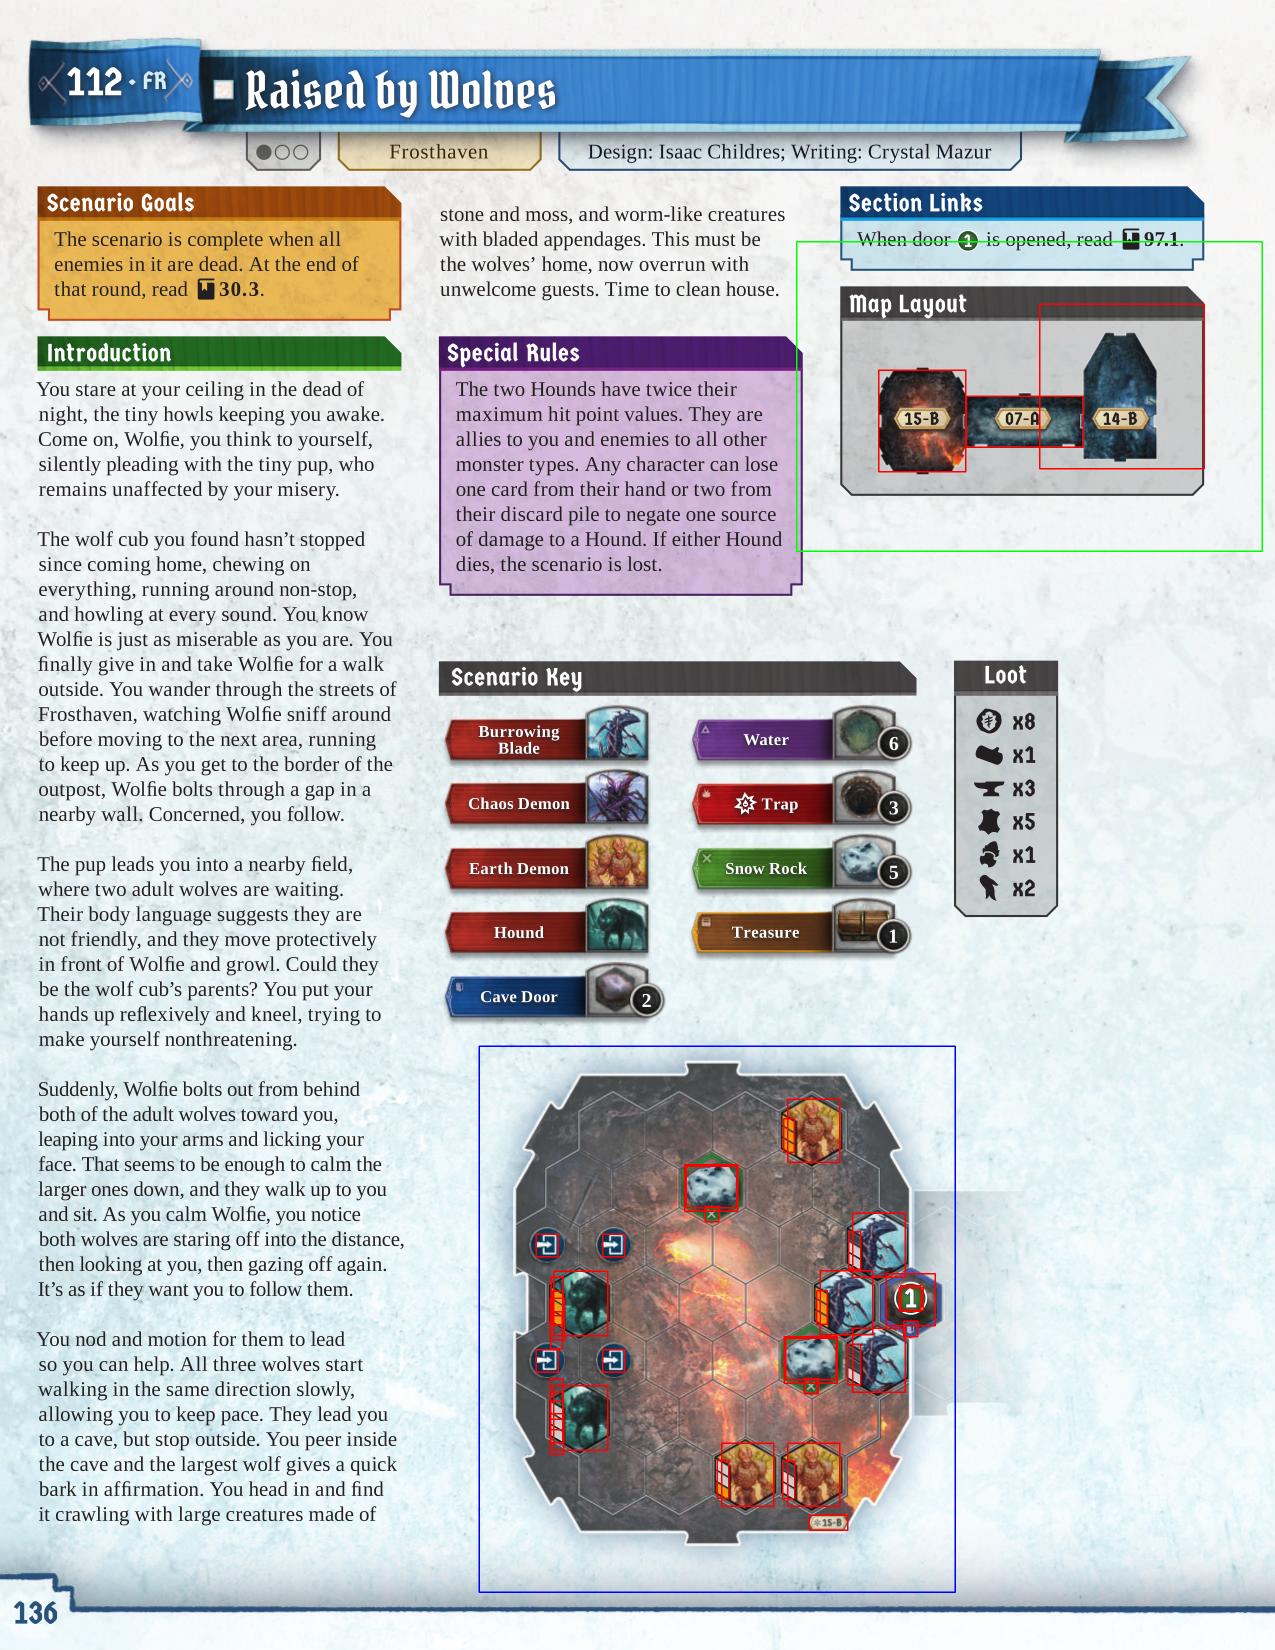 112 · FR
Raised by Wolves
Frosthaven
Design: Isaac Childres; Writing: Crystal Mazur
Scenario Goals
The scenario is complete when all
enemies in it are dead. At the end of
that round, read 30.3.
Introduction
You stare at your ceiling in the dead of
night, the tiny howls keeping you awake.
Come on, Wolfie, you think to yourself,
silently pleading with the tiny pup, who
remains unaffected by your misery.
The wolf cub you found hasn’t stopped
since coming home, chewing on
everything, running around non-stop,
and howling at every sound. You know
Wolfie is just as miserable as you are. You
finally give in and take Wolfie for a walk
outside. You wander through the streets of
Frosthaven, watching Wolfie sniff around
before moving to the next area, running
to keep up. As you get to the border of the
outpost, Wolfie bolts through a gap in a
nearby wall. Concerned, you follow.
The pup leads you into a nearby field,
where two adult wolves are waiting.
Their body language suggests they are
not friendly, and they move protectively
in front of Wolfie and growl. Could they
be the wolf cub’s parents? You put your
hands up reflexively and kneel, trying to
make yourself nonthreatening.
Suddenly, Wolfie bolts out from behind
both of the adult wolves toward you,
leaping into your arms and licking your
face. That seems to be enough to calm the
larger ones down, and they walk up to you
and sit. As you calm Wolfie, you notice
both wolves are staring off into the distance,
then looking at you, then gazing off again.
It’s as if they want you to follow them.
You nod and motion for them to lead
so you can help. All three wolves start
walking in the same direction slowly,
allowing you to keep pace. They lead you
to a cave, but stop outside. You peer inside
the cave and the largest wolf gives a quick
bark in affirmation. You head in and find
it crawling with large creatures made of
stone and moss, and worm-like creatures
with bladed appendages. This must be
the wolves’ home, now overrun with
unwelcome guests. Time to clean house.
Special Rules
The two Hounds have twice their
maximum hit point values. They are
allies to you and enemies to all other
monster types. Any character can lose
one card from their hand or two from
their discard pile to negate one source
of damage to a Hound. If either Hound
dies, the scenario is lost.
Section Links
When door 1 is opened, read 97.1.
Map Layout
15-B
07-A
14-B
Scenario Key
Burrowing
Blade
Chaos Demon
Earth Demon
Hound
Cave Door
2
Water
6
Trap
3
Snow Rock
5
Treasure
1
Loot
x8
x1
x3
x5
x1
x2
1
15-B
136